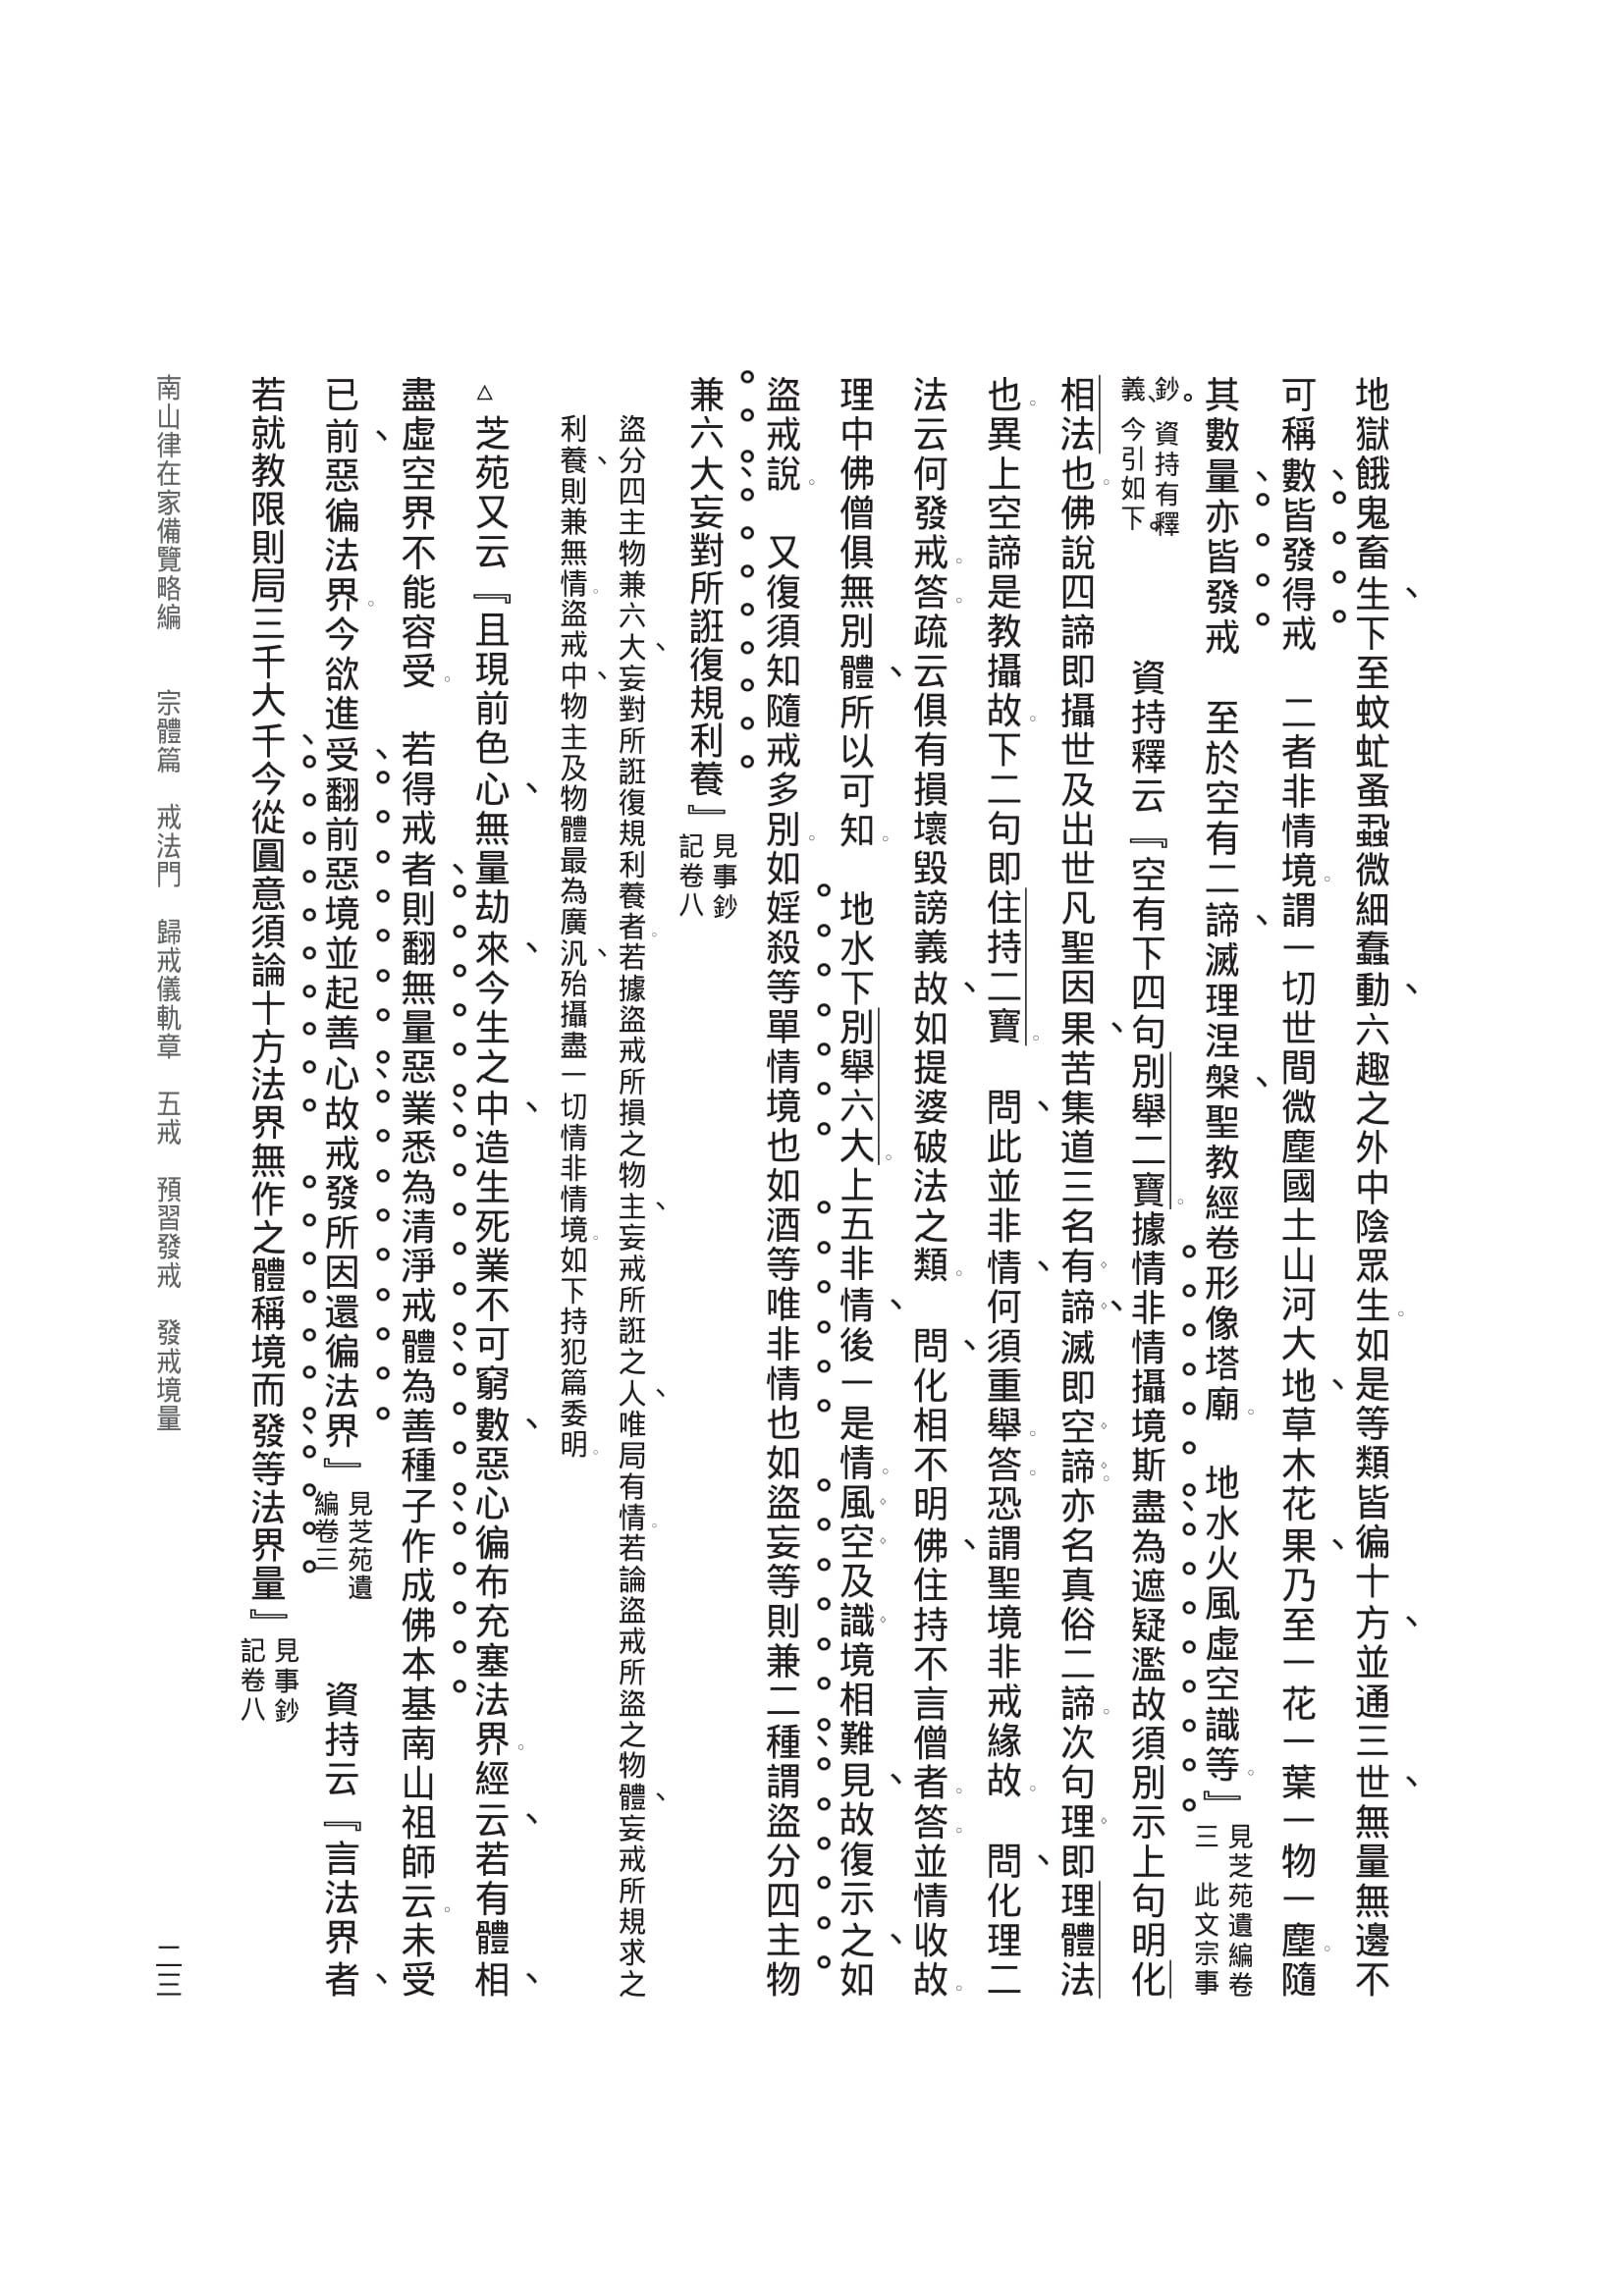 地獄餓鬼畜生、下至蚊虻蚤蝨微細蠢動、六趣之外中陰眾生。如是等類皆徧十方、並通三世、無量無邊不
可稱數、皆發得戒　二者非情境。謂一切世間微塵國土山河大地、草木花果、乃至一花一葉一物一塵。隨
其數量、亦皆發戒　至於空有二諦、滅理涅槃、聖教經卷形像塔廟。　地水火風虛空識等。』見芝苑遺編卷三　此文宗事
鈔義、資持有釋。今引如下。　資持釋云『空有下四句別舉二寶。據情非情攝境斯盡、為遮疑濫故須別示上句明化
相法也。佛說四諦即攝世及出世凡聖因果、苦集道三名有諦、滅即空諦。亦名真俗二諦。次句理即理體法
也。異上空諦是教攝故。下二句即住持二寶。　問、此並非情、何須重舉。答。恐謂聖境非戒緣故。　問、化理二
法云何發戒。答。疏云俱有損壞毀謗義故、如提婆破法之類。　問、化相不明佛、住持不言僧者。答。並情收故。
理中佛僧俱無別體、所以可知。　地水下別舉六大。上五非情、後一是情。風空及識境相難見、故復示之、如
盜戒說。　又復須知隨戒多別。如婬殺等單情境也、如酒等唯非情也、如盜妄等則兼二種、謂盜分四主物
兼六大、妄對所誑復規利養』見事鈔記卷八
盜分四主物兼六大、妄對所誑復規利養者。若據盜戒所損之物主、妄戒所誑之人、唯局有情。若論盜戒所盜之物體、妄戒所規求之
利養、則兼無情。盜戒中、物主及物體最為廣汎、殆攝盡一切情非情境。如下持犯篇委明。
△芝苑又云『且現前色心、無量劫來、今生之中、造生死業不可窮數、惡心徧布充塞法界。經云、若有體相、
盡虛空界不能容受。　若得戒者、則翻無量惡業悉為清淨戒體、為善種子、作成佛本基南山祖師云。未受
已前、惡徧法界。今欲進受、翻前惡境並起善心、故戒發所因還徧法界』見芝苑遺編卷三　　資持云『言法界者、
若就教限則局三千大千、今從圓意須論十方法界無作之體稱境而發、等法界量』見事鈔記卷八
南山律在家備覽略編　宗體篇　戒法門　歸戒儀軌章　五戒　預習發戒　發戒境量
二三